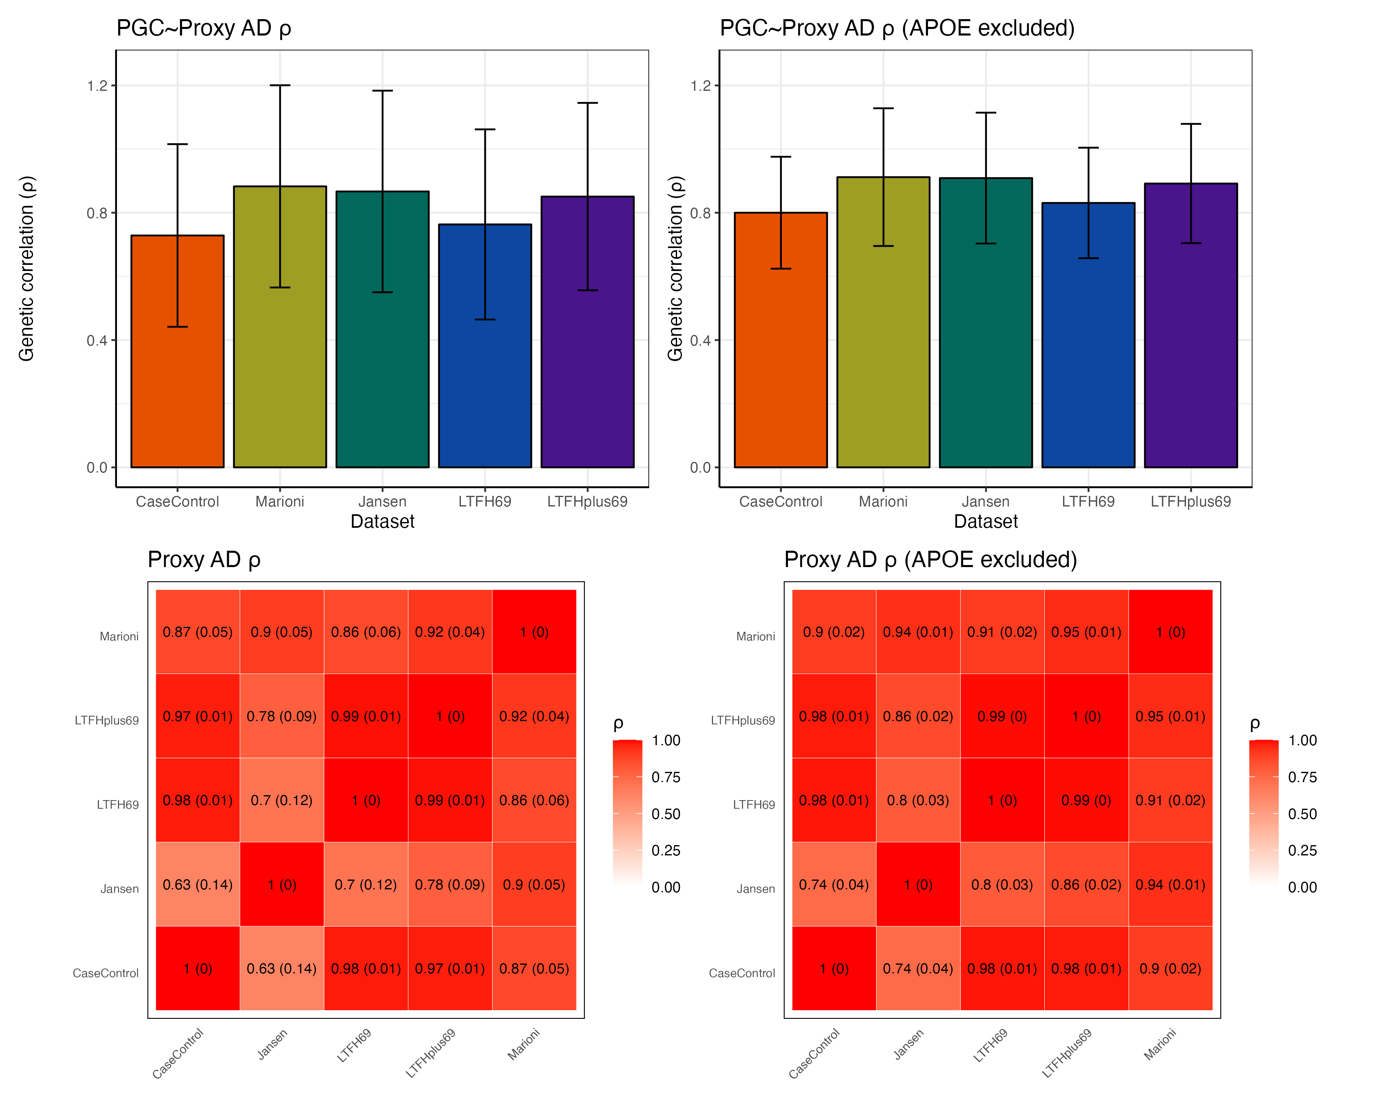 PGC~Proxy AD ρ
Genetic correlation (ρ)
1.2
0.8
0.4
0.0
CaseControl Marioni Jansen LTFH69 LTFHplus69
Dataset
PGC~Proxy AD ρ (APOE excluded)
Genetic correlation (ρ)
1.2
0.8
0.4
0.0
CaseControl Marioni Jansen LTFH69 LTFHplus69
Dataset
Proxy AD ρ
Marioni 0.87 (0.05) 0.9 (0.05) 0.86 (0.06) 0.92 (0.04) 1 (0)
LTFHplus69 0.97 (0.01) 0.78 (0.09) 0.99 (0.01) 1 (0) 0.92 (0.04)
LTFH69 0.98 (0.01) 0.7 (0.12) 1 (0) 0.99 (0.01) 0.86 (0.06)
Jansen 0.63 (0.14) 1 (0) 0.7 (0.12) 0.78 (0.09) 0.9 (0.05)
CaseControl 1 (0) 0.63 (0.14) 0.98 (0.01) 0.97 (0.01) 0.87 (0.05)
CaseControl Jansen LTFH69 LTFHplus69 Marioni
ρ
1.00
0.75
0.50
0.25
0.00
Proxy AD ρ (APOE excluded)
Marioni 0.9 (0.02) 0.94 (0.01) 0.91 (0.02) 0.95 (0.01) 1 (0)
LTFHplus69 0.98 (0.01) 0.86 (0.02) 0.99 (0) 1 (0) 0.95 (0.01)
LTFH69 0.98 (0.01) 0.8 (0.03) 1 (0) 0.99 (0) 0.91 (0.02)
Jansen 0.74 (0.04) 1 (0) 0.8 (0.03) 0.86 (0.02) 0.94 (0.01)
CaseControl 1 (0) 0.74 (0.04) 0.98 (0.01) 0.98 (0.01) 0.9 (0.02)
CaseControl Jansen LTFH69 LTFHplus69 Marioni
ρ
1.00
0.75
0.50
0.25
0.00